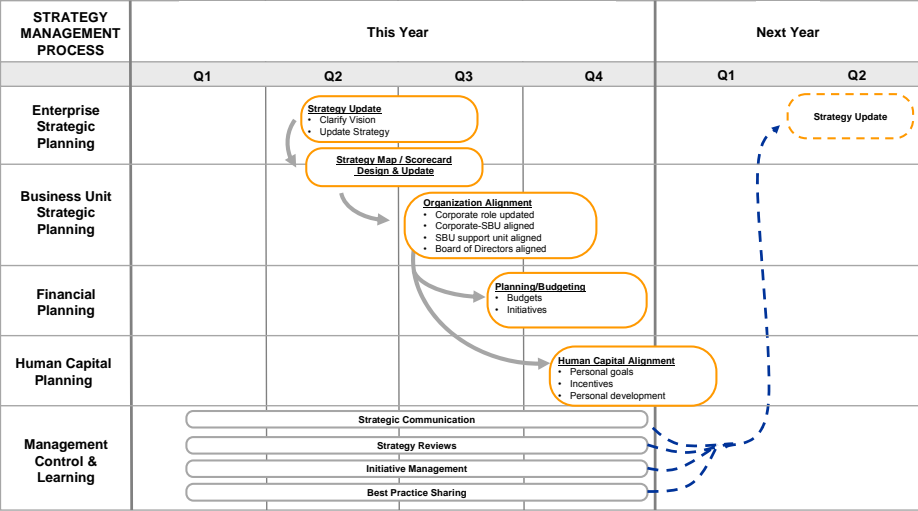 STRATEGY
MANAGEMENT
PROCESS
This Year
Next Year
Q1
Q2
Q3
Q4
Q1
Q2
Enterprise
Strategic
Planning
Strategy Update
• Clarify Vision
• Update Strategy
Strategy Update
Strategy Map / Scorecard
Design & Update
Business Unit
Strategic
Planning
Organization Alignment
• Corporate role updated
• Corporate-SBU aligned
• SBU support unit aligned
• Board of Directors aligned
Financial
Planning
Planning/Budgeting
• Budgets
• Initiatives
Human Capital
Planning
Human Capital Alignment
• Personal goals
• Incentives
• Personal development
Management
Control &
Learning
Strategic Communication
Strategy Reviews
Initiative Management
Best Practice Sharing